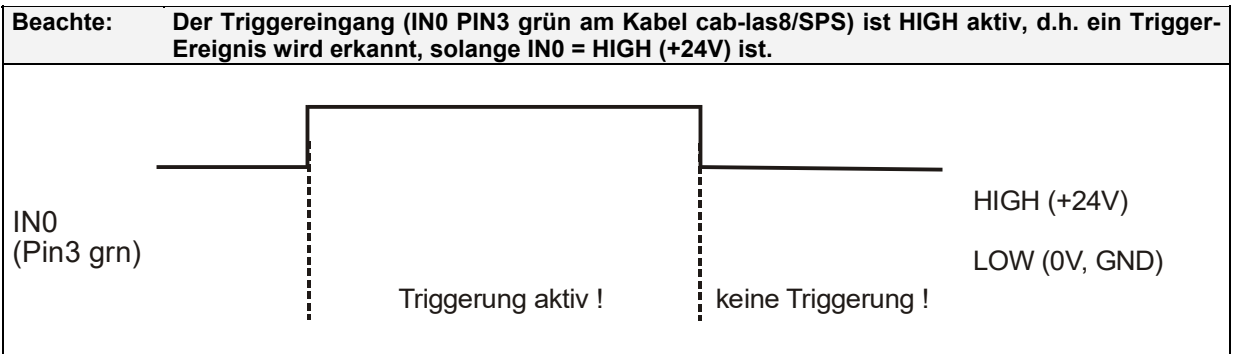 Beachte: Der Triggereingang (IN0 PIN3 grün am Kabel cab-las8/SPS) ist HIGH aktiv, d.h. ein Trigger-
Ereignis wird erkannt, solange IN0 = HIGH (+24V) ist.
HIGH (+24V)
IN0
(Pin3 grn)
LOW (0V, GND)
Triggerung aktiv !
keine Triggerung !